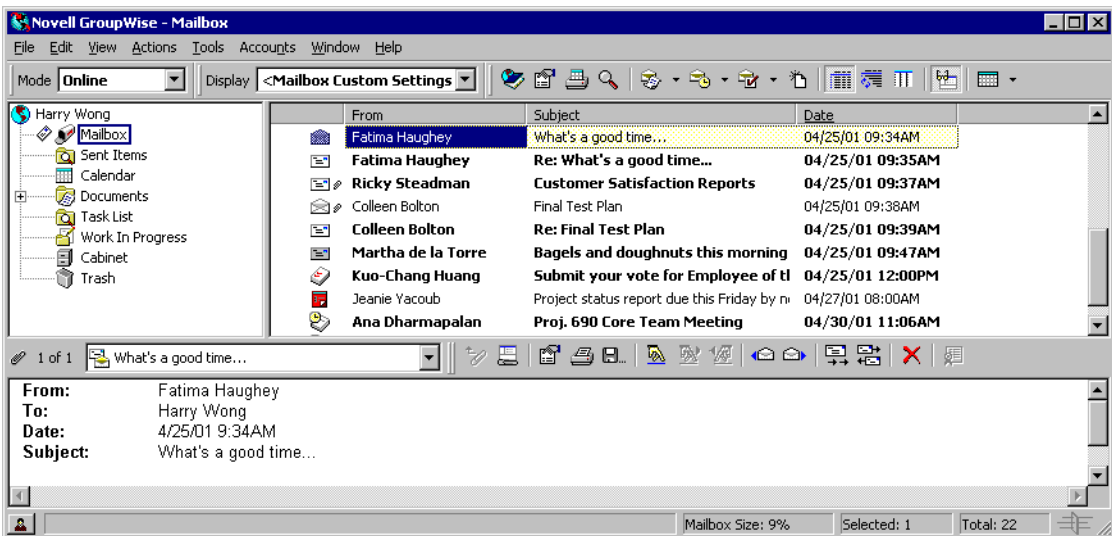 Novell GroupWise - Mailbox
File Edit View Actions Tools Accounts Window Help
Mode Online Display <Mailbox Custom Settings
Harry Wong
Mailbox
Sent Items
Calendar
Documents
Task List
Work In Progress
Cabinet
Trash
From Subject Date
Fatima Haughey What's a good time... 04/25/01 09:34AM
Fatima Haughey Re: What's a good time... 04/25/01 09:35AM
Ricky Steadman Customer Satisfaction Reports 04/25/01 09:37AM
Colleen Bolton Final Test Plan 04/25/01 09:38AM
Colleen Bolton Re: Final Test Plan 04/25/01 09:39AM
Martha de la Torre Bagels and doughnuts this morning 04/25/01 09:47AM
Kuo-Chang Huang Submit your vote for Employee of 04/25/01 12:00PM
Jeanie Yacoub Project status report due this Friday by 04/27/01 08:00AM
Ana Dharmapalan Proj. 690 Core Team Meeting 04/30/01 11:06AM
1 of 1 What's a good time...
From: Fatima Haughey
To: Harry Wong
Date: 4/25/01 9:34AM
Subject: What's a good time...
Mailbox Size: 9% Selected: 1 Total: 22